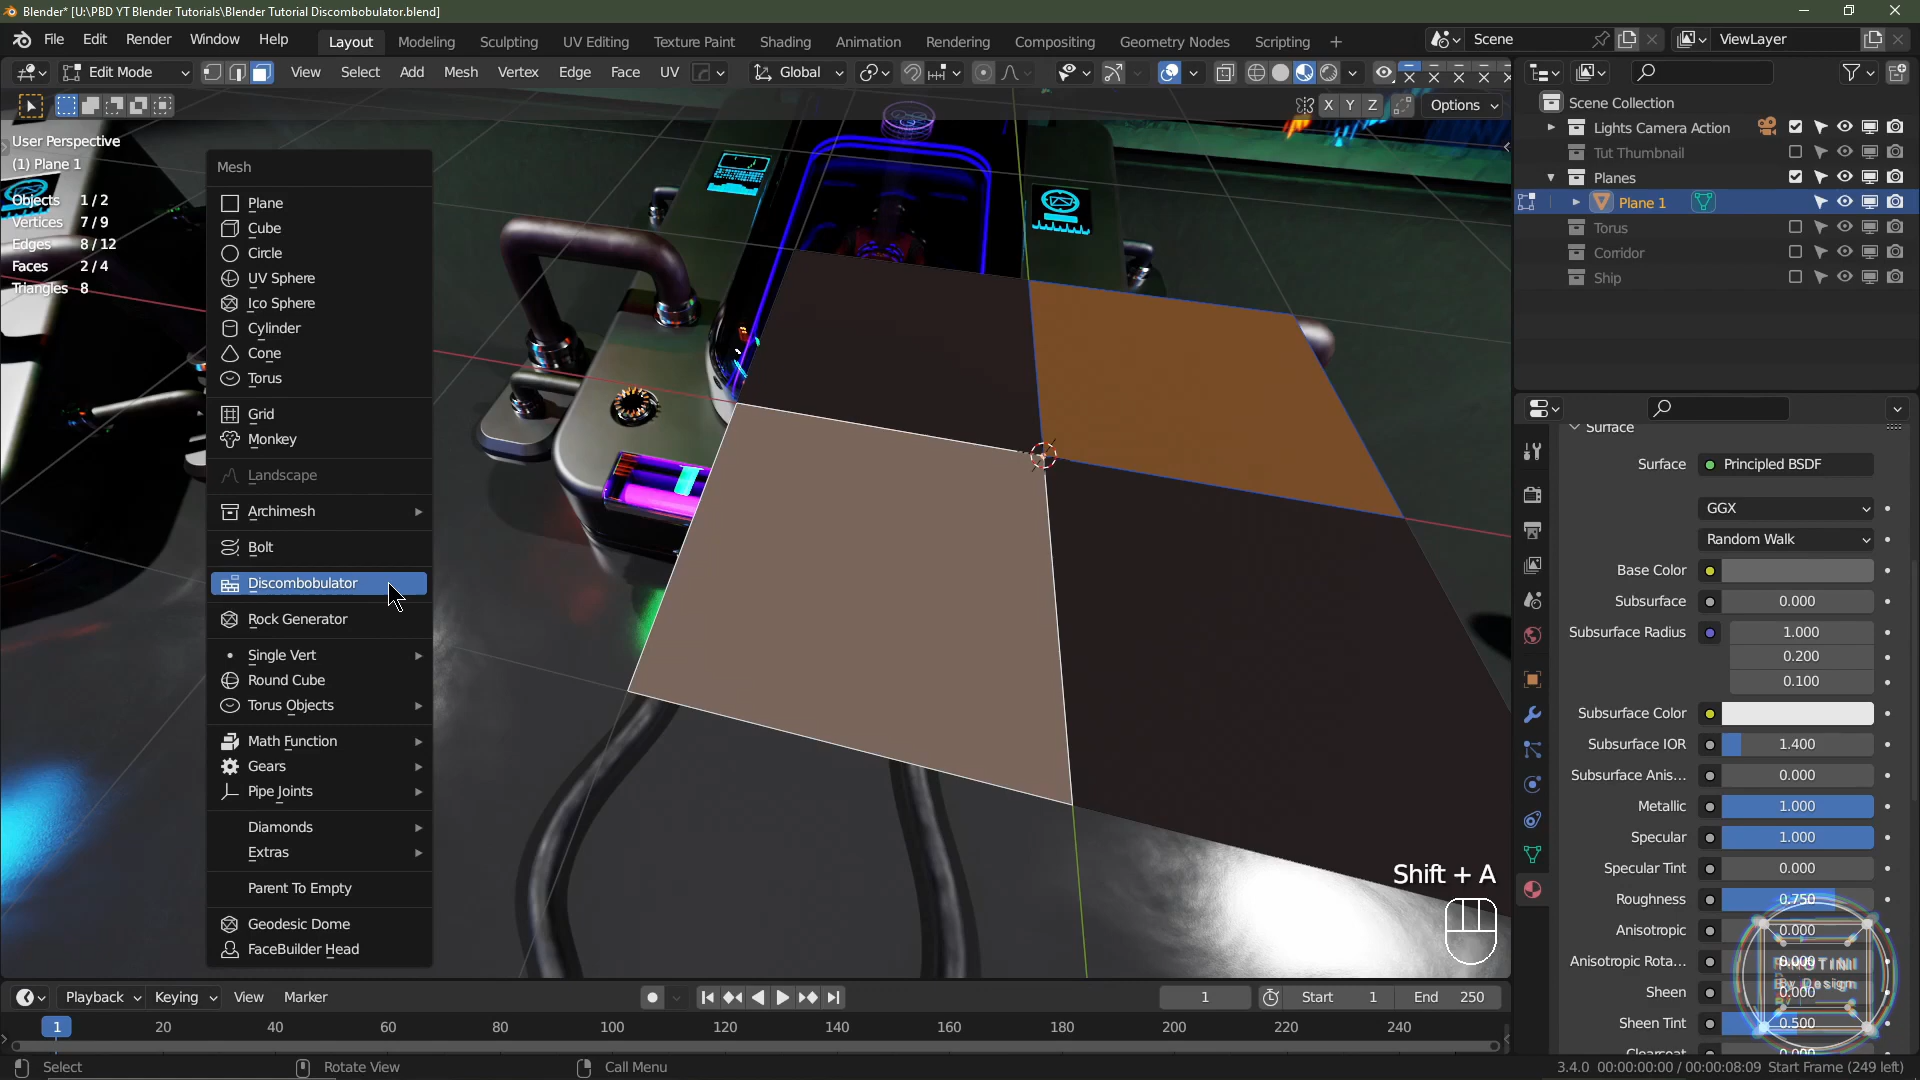 Blender* [U:\PBD YT Blender Tutorials\Blender Tutorial Discombobulator.blend]
File Edit Render Window Help Layout Modeling Sculpting UV Editing Texture Paint Shading Animation Rendering Compositing Geometry Nodes Scripting + Scene ViewLayer
Edit Mode View Select Add Mesh Vertex Edge Face UV Global
X Y Z Options
User Perspective
(1) Plane 1
Objects 1 / 2
Vertices 7 / 9
Edges 8 / 12
Faces 2 / 4
Triangles 8
Mesh
Plane
Cube
Circle
UV Sphere
Ico Sphere
Cylinder
Cone
Torus
Grid
Monkey
Landscape
Archimesh
Bolt
Discombobulator
Rock Generator
Single Vert
Round Cube
Torus Objects
Math Function
Gears
Pipe Joints
Diamonds
Extras
Parent To Empty
Geodesic Dome
FaceBuilder Head
Shift + A
Scene Collection
Lights Camera Action
Tut Thumbnail
Planes
Plane 1
Torus
Corridor
Ship
Surface
Surface Principled BSDF
GGX
Random Walk
Base Color
Subsurface 0.000
Subsurface Radius 1.000
0.200
0.100
Subsurface Color
Subsurface IOR 1.400
Subsurface Anis... 0.000
Metallic 1.000
Specular 1.000
Specular Tint 0.000
Roughness 0.750
Anisotropic 0.000
Anisotropic Rota... 0.000
Sheen 0.000
Sheen Tint 0.500
Clearcoat 0.000
By Design
Playback Keying View Marker 1 Start 1 End 250
1 20 40 60 80 100 120 140 160 180 200 220 240
Select Rotate View Call Menu 3.4.0 00:00:00:00 / 00:00:08:09 Start Frame (249 left)